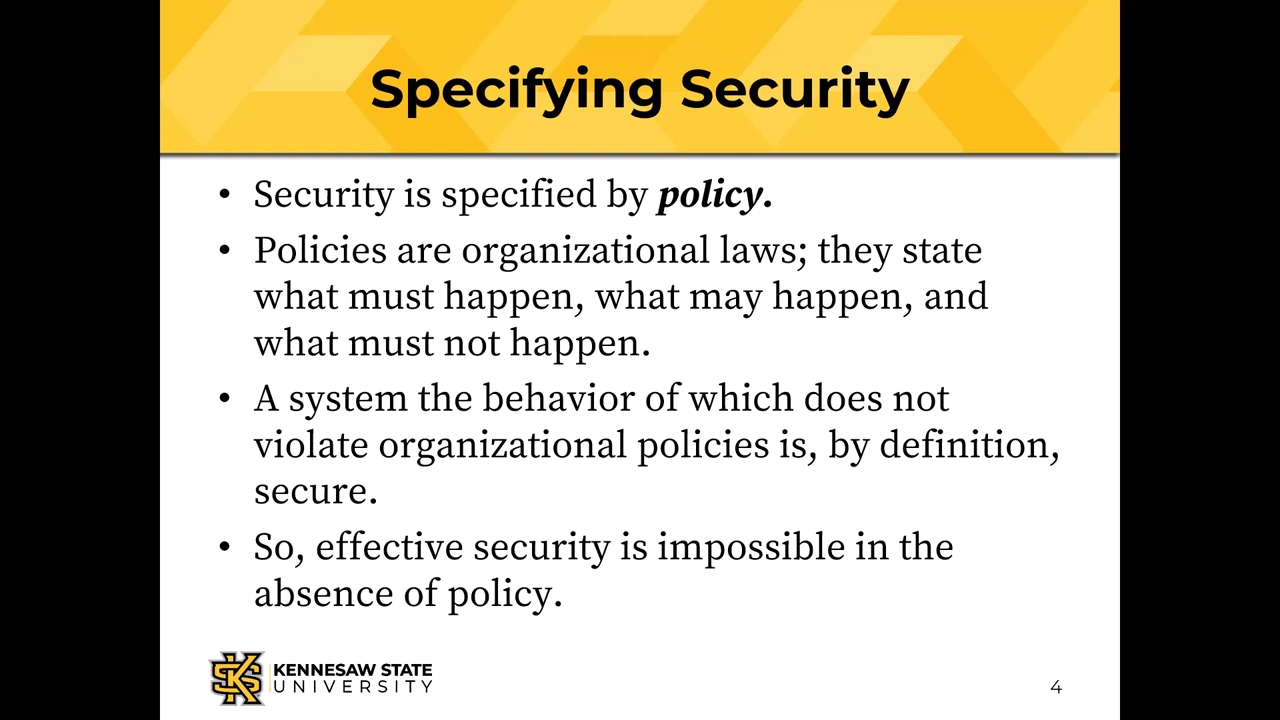 Specifying Security
• Security is specified by policy.
• Policies are organizational laws; they state
what must happen, what may happen, and
what must not happen.
• A system the behavior of which does not
violate organizational policies is, by definition,
secure.
• So, effective security is impossible in the
absence of policy.
KENNESAW STATE
UNIVERSITY
4